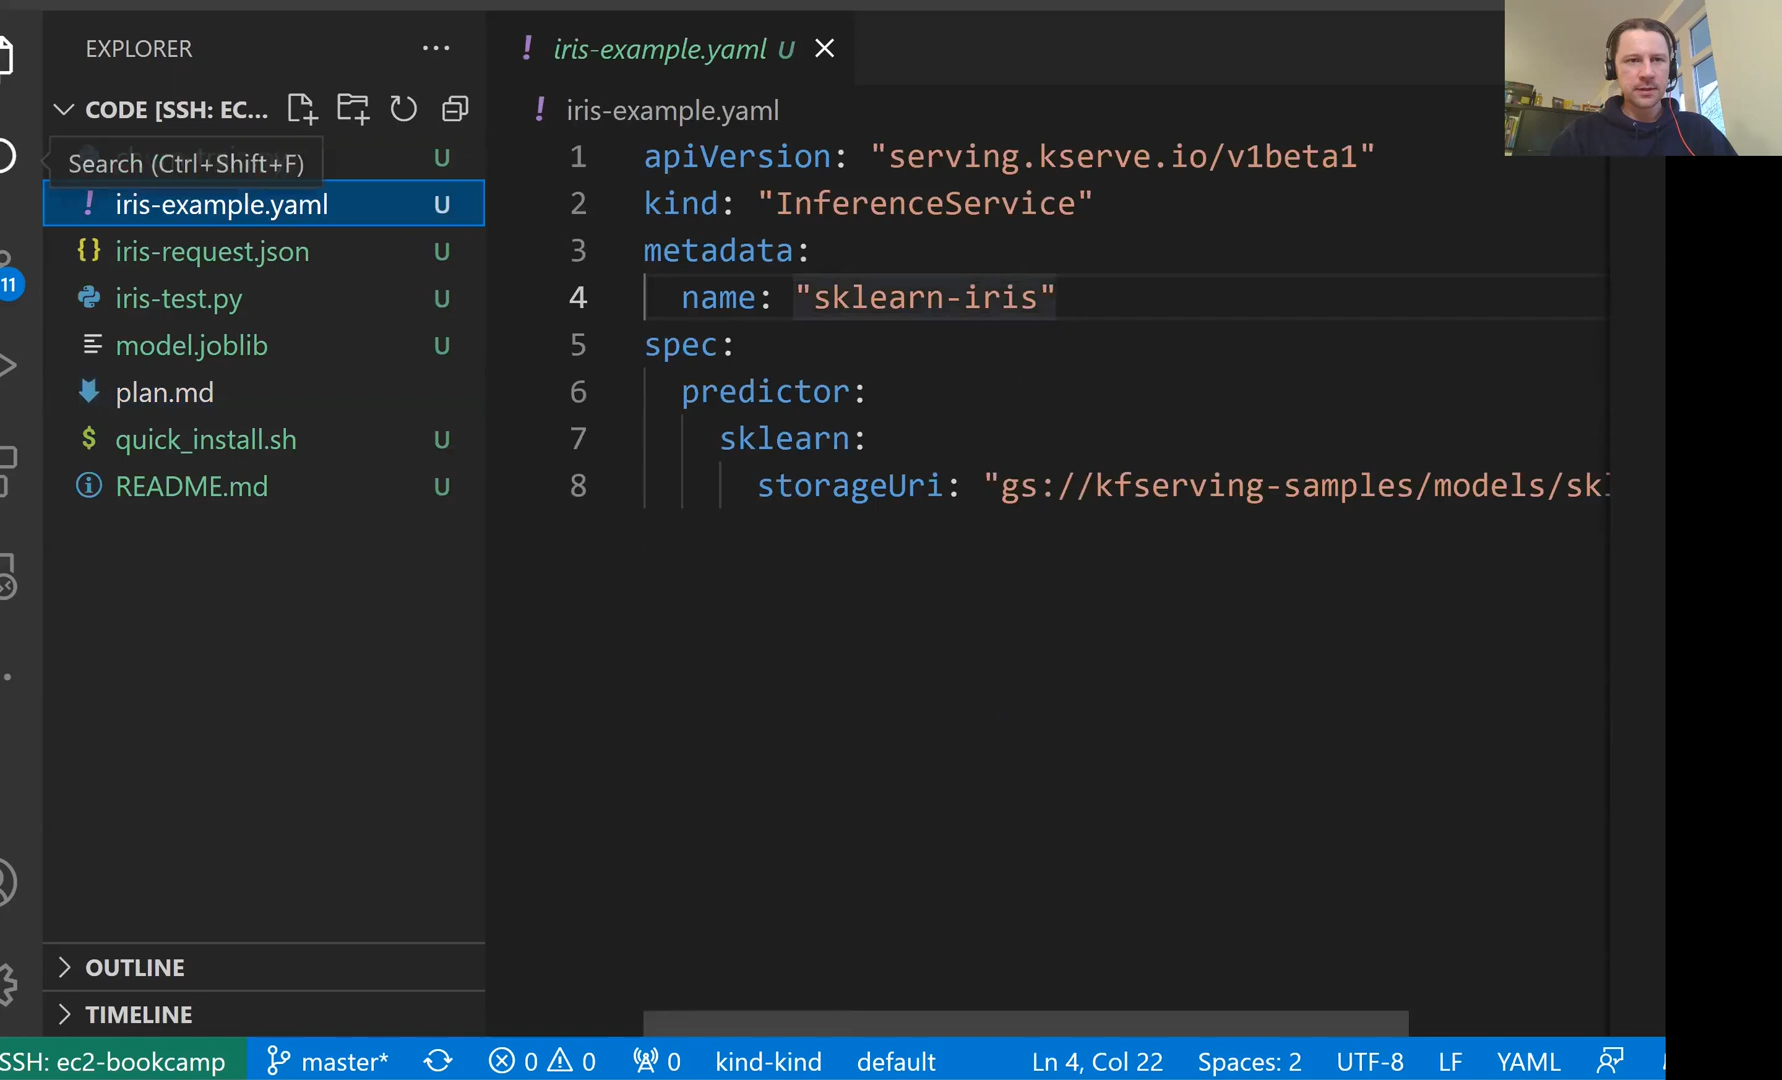 EXPLORER
CODE [SSH: EC...
Search (Ctrl+Shift+F)
U
iris-example.yaml U
iris-request.json U
iris-test.py U
model.joblib U
plan.md
quick_install.sh U
README.md U
OUTLINE
TIMELINE
11
iris-example.yaml U
iris-example.yaml
1 apiVersion: "serving.kserve.io/v1beta1"
2 kind: "InferenceService"
3 metadata:
4 name: "sklearn-iris"
5 spec:
6 predictor:
7 sklearn:
8 storageUri: "gs://kfserving-samples/models/skl
SSH: ec2-bookcamp master* 0 0 0 kind-kind default Ln 4, Col 22 Spaces: 2 UTF-8 LF YAML